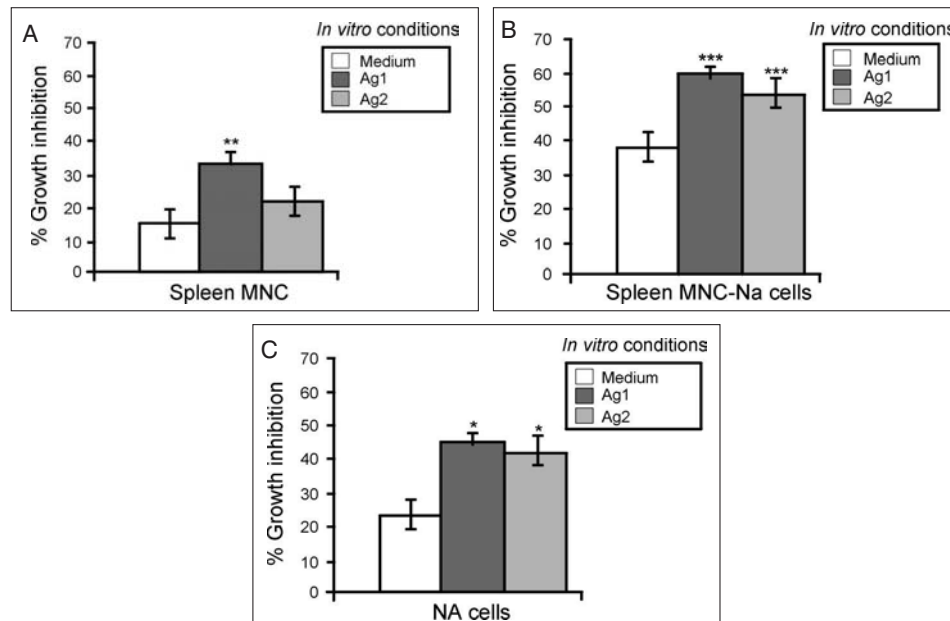 A
In vitro conditions
Medium
Ag1
Ag2
% Growth inhibition
70
60
50
40
30
20
10
0
**
Spleen MNC
B
In vitro conditions
Medium
Ag1
Ag2
% Growth inhibition
70
60
50
40
30
20
10
0
***
***
Spleen MNC-Na cells
C
In vitro conditions
Medium
Ag1
Ag2
% Growth inhibition
70
60
50
40
30
20
10
0
*
*
NA cells